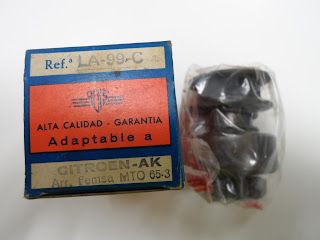 Ref.ª LA-99-C
ALTA CALIDAD - GARANTIA
Adaptable a
CITROEN-AK
Arr. Femsa MTO 65-3